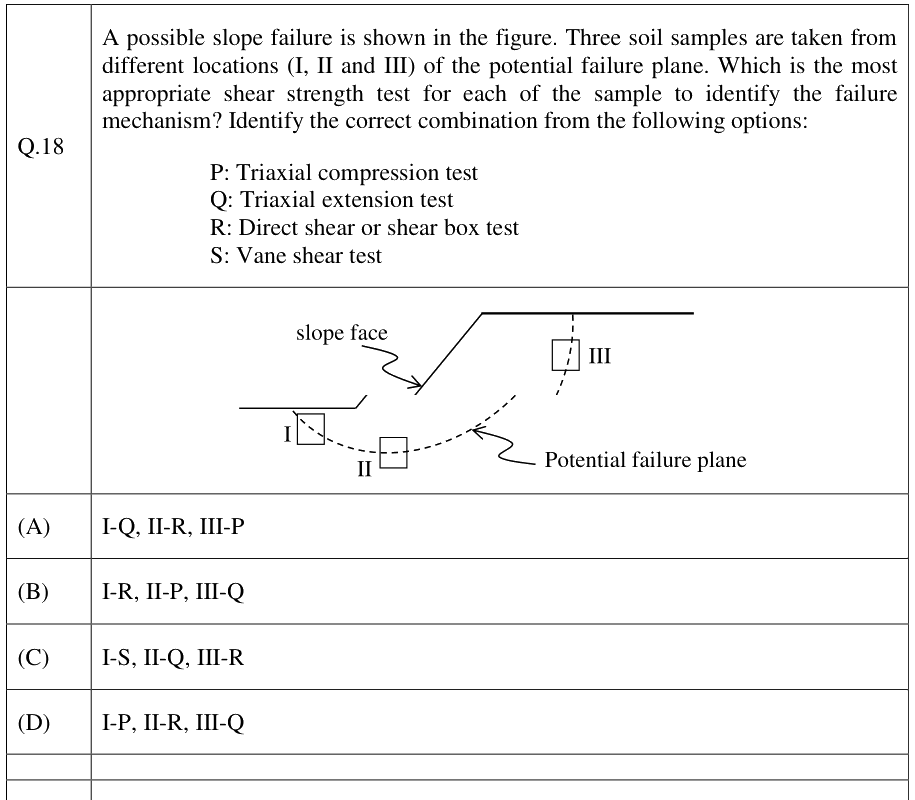 Q.18
A possible slope failure is shown in the figure. Three soil samples are taken from
different locations (I, II and III) of the potential failure plane. Which is the most
appropriate shear strength test for each of the sample to identify the failure
mechanism? Identify the correct combination from the following options:
P: Triaxial compression test
Q: Triaxial extension test
R: Direct shear or shear box test
S: Vane shear test
slope face
III
I
II
Potential failure plane
(A) I-Q, II-R, III-P
(B) I-R, II-P, III-Q
(C) I-S, II-Q, III-R
(D) I-P, II-R, III-Q